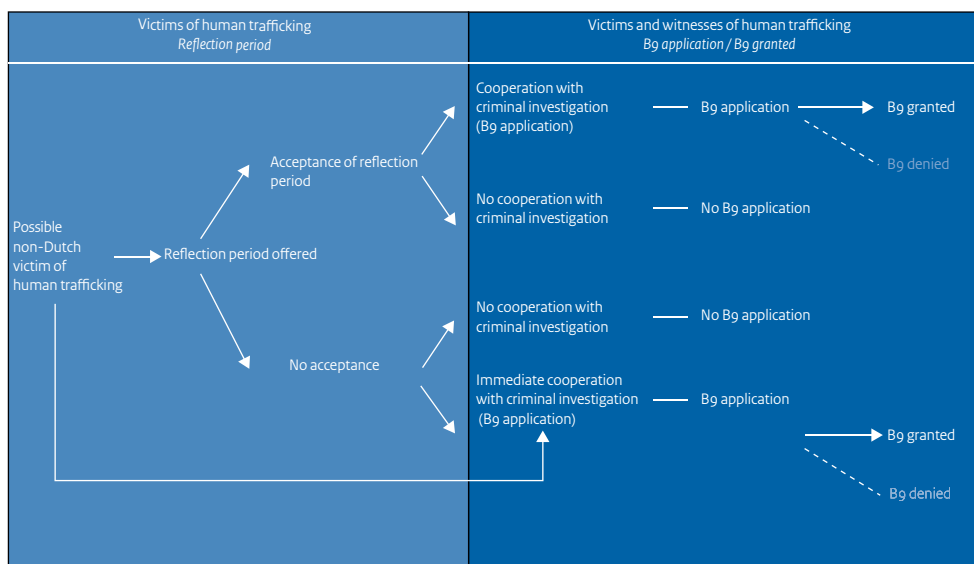 Victims of human trafficking
Reflection period
Victims and witnesses of human trafficking
B9 application / B9 granted
Possible
non-Dutch
victim of
human trafficking
Reflection period offered
Acceptance of reflection
period
No acceptance
Cooperation with
criminal investigation
(B9 application)
B9 application
B9 granted
B9 denied
No cooperation with
criminal investigation
No B9 application
No cooperation with
criminal investigation
No B9 application
Immediate cooperation
with criminal investigation
(B9 application)
B9 application
B9 granted
B9 denied